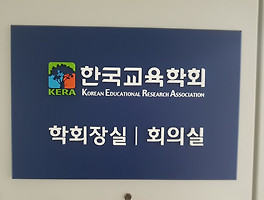 한국교육학회
KERA KOREAN EDUCATIONAL RESEARCH ASSOCIATION
학회장실 | 회의실